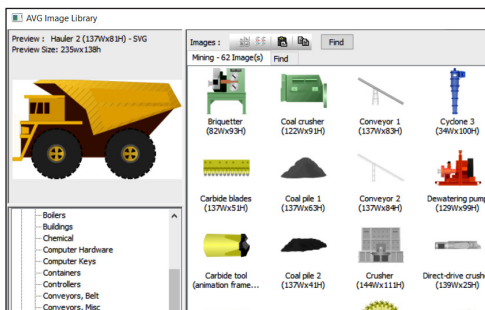 AVG Image Library
Preview : Hauler 2 (137Wx81H) - SVG
Preview Size: 235wx138h
Images :
Find
Mining - 62 Image(s)
Find
Briquetter
(82Wx93H)
Coal crusher
(122Wx91H)
Conveyor 1
(137Wx83H)
Cyclone 3
(34Wx100H)
Carbide blades
(137Wx51H)
Coal pile 1
(137Wx63H)
Conveyor 2
(137Wx84H)
Dewatering pump
(129Wx99H)
Carbide tool
(animation frame...
Coal pile 2
(137Wx41H)
Crusher
(144Wx111H)
Direct-drive crush
(139Wx25H)
Boilers
Buildings
Chemical
Computer Hardware
Computer Keys
Containers
Controllers
Conveyors, Belt
Conveyors, Misc